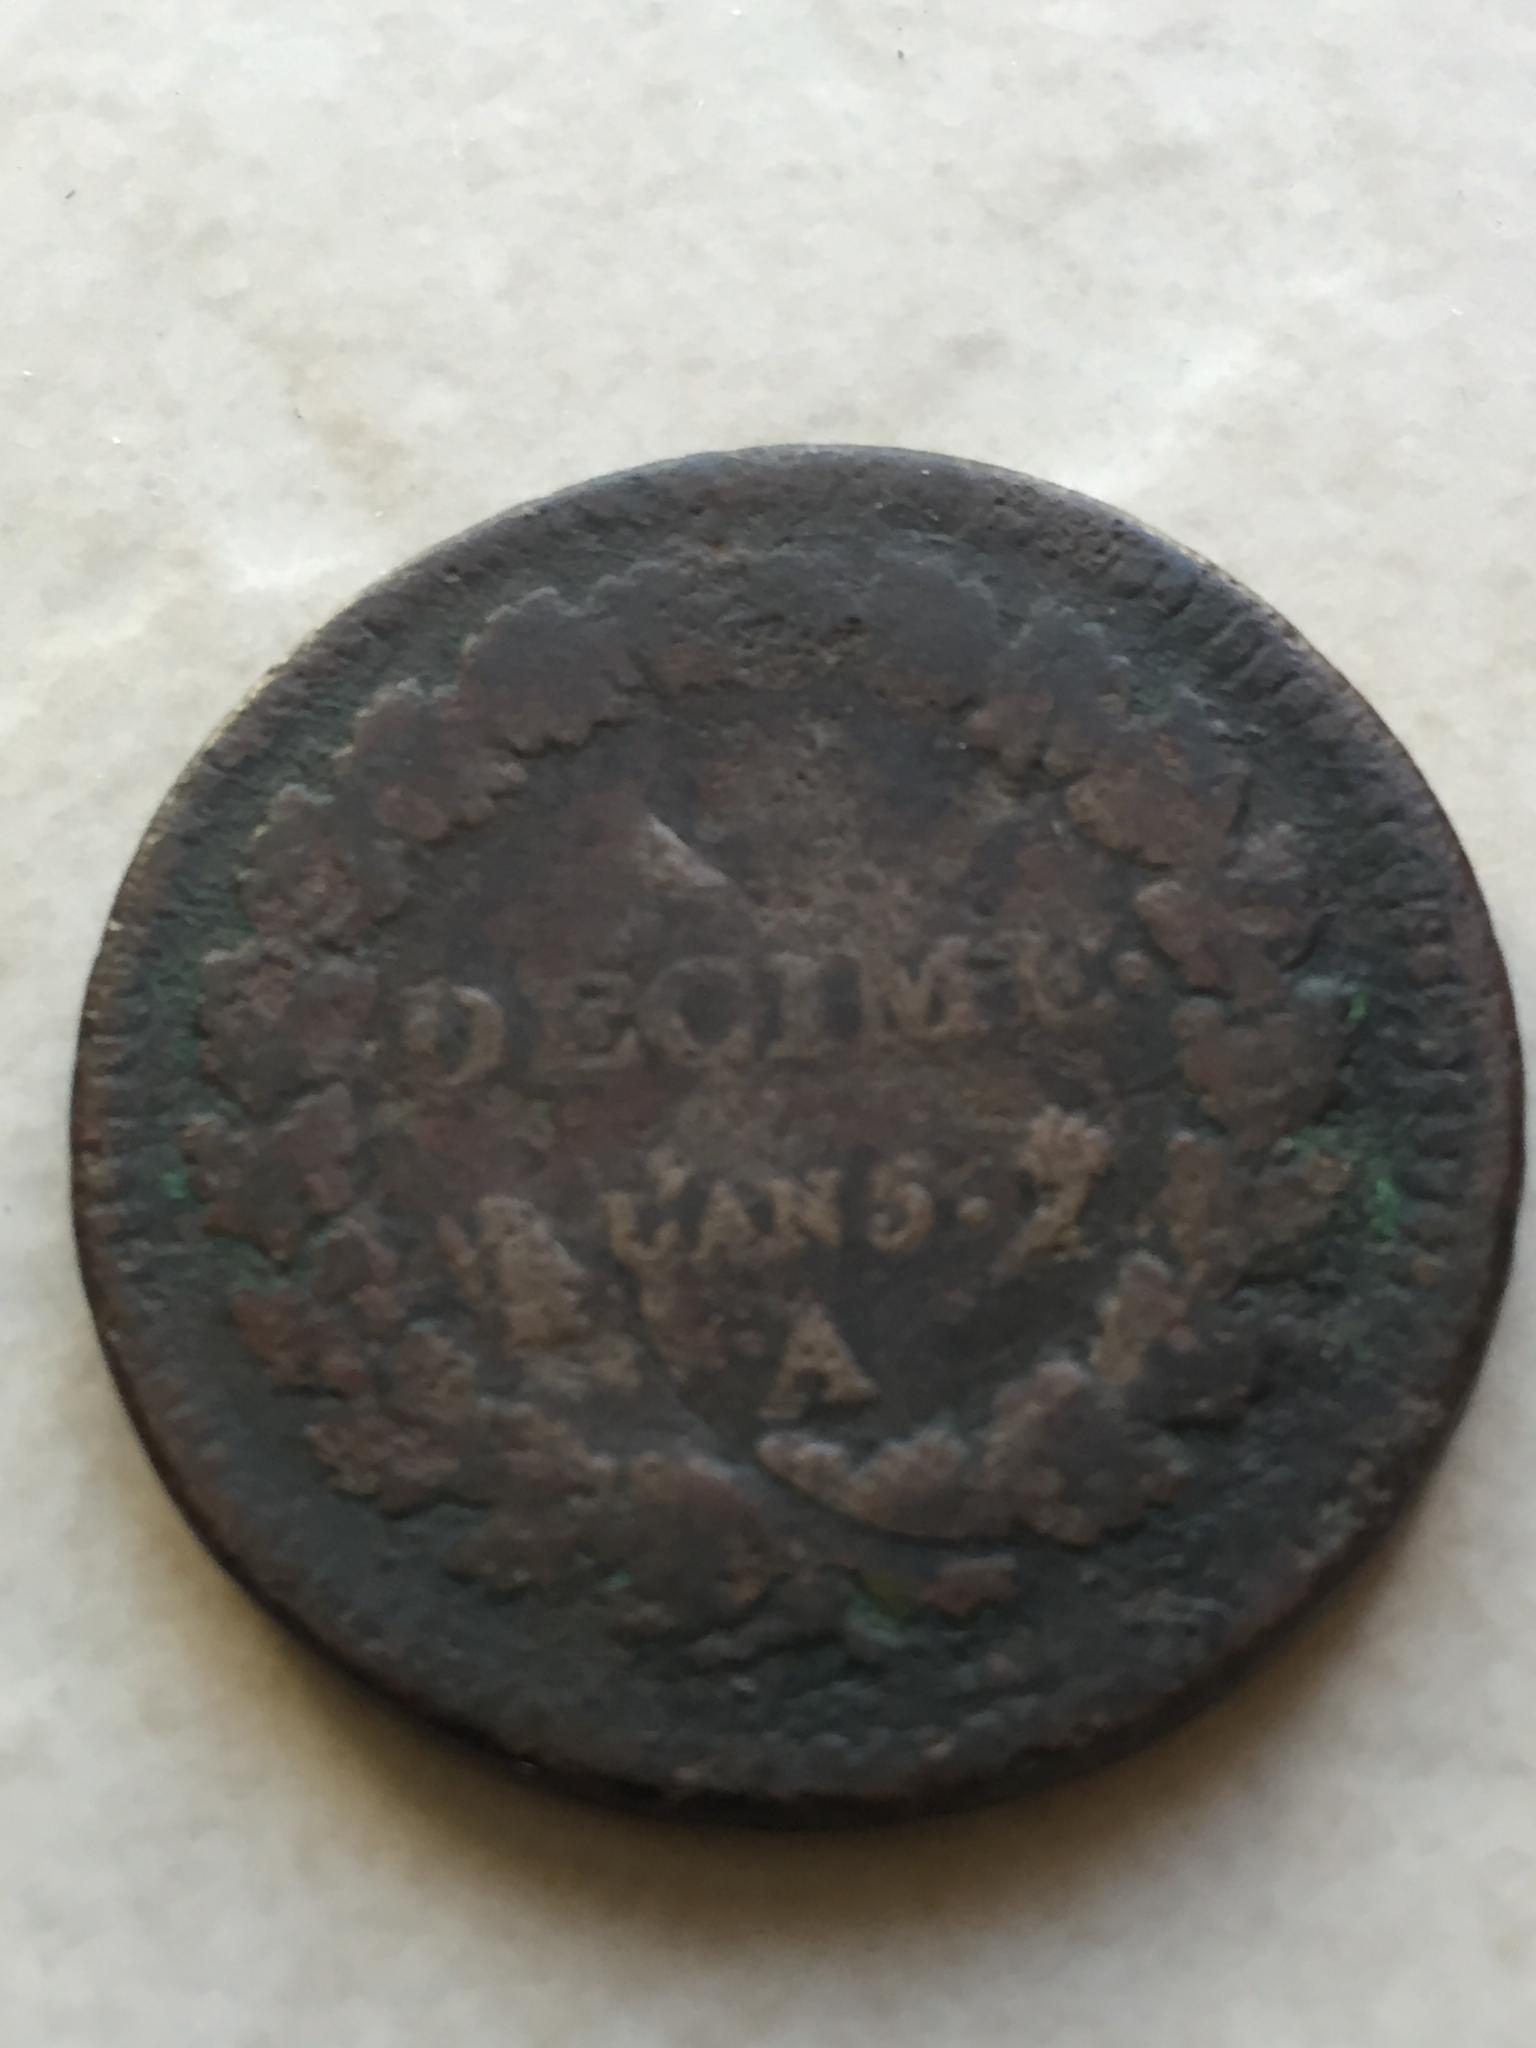 DECIME.
L'AN 5.
A